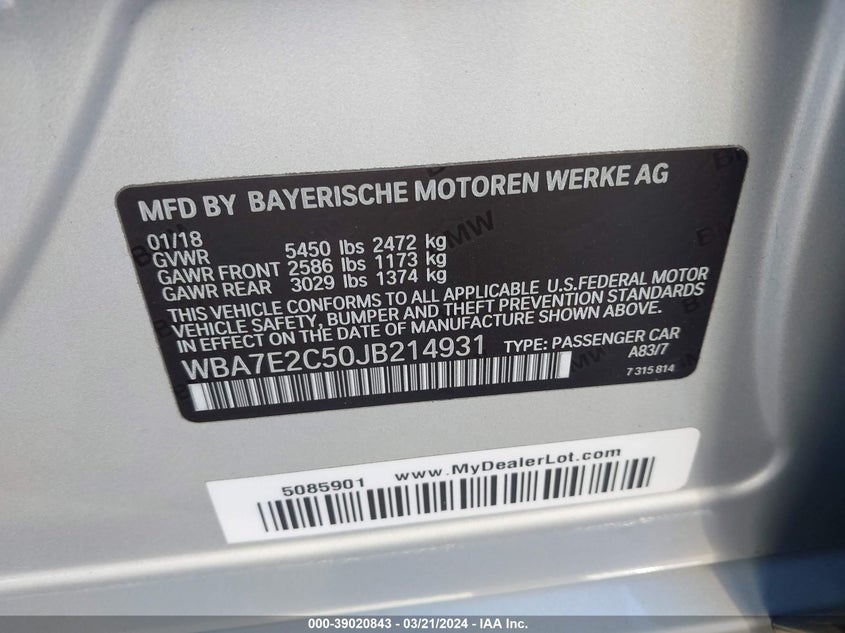 MFD BY BAYERISCHE MOTOREN WERKE AG
01/18
GVWR 5450 lbs 2472 kg
GAWR FRONT 2586 lbs 1173 kg
GAWR REAR 3029 lbs 1374 kg
THIS VEHICLE CONFORMS TO ALL APPLICABLE U.S.FEDERAL MOTOR
VEHICLE SAFETY, BUMPER AND THEFT PREVENTION STANDARDS
IN EFFECT ON THE DATE OF MANUFACTURE SHOWN ABOVE.
WBA7E2C50JB214931 TYPE: PASSENGER CAR
A83/7
7 315 814
5085901 www.MyDealerLot.com
000-39020843 - 03/21/2024 - IAA Inc.